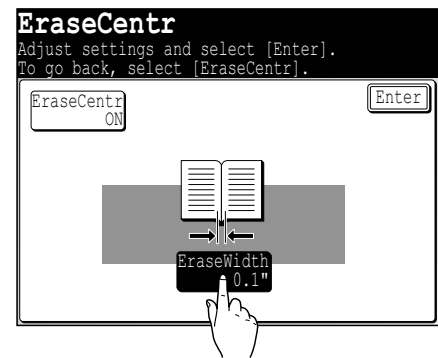 EraseCentr
Adjust settings and select [Enter].
To go back, select [EraseCentr].
EraseCentr
ON
Enter
EraseWidth
0.1"